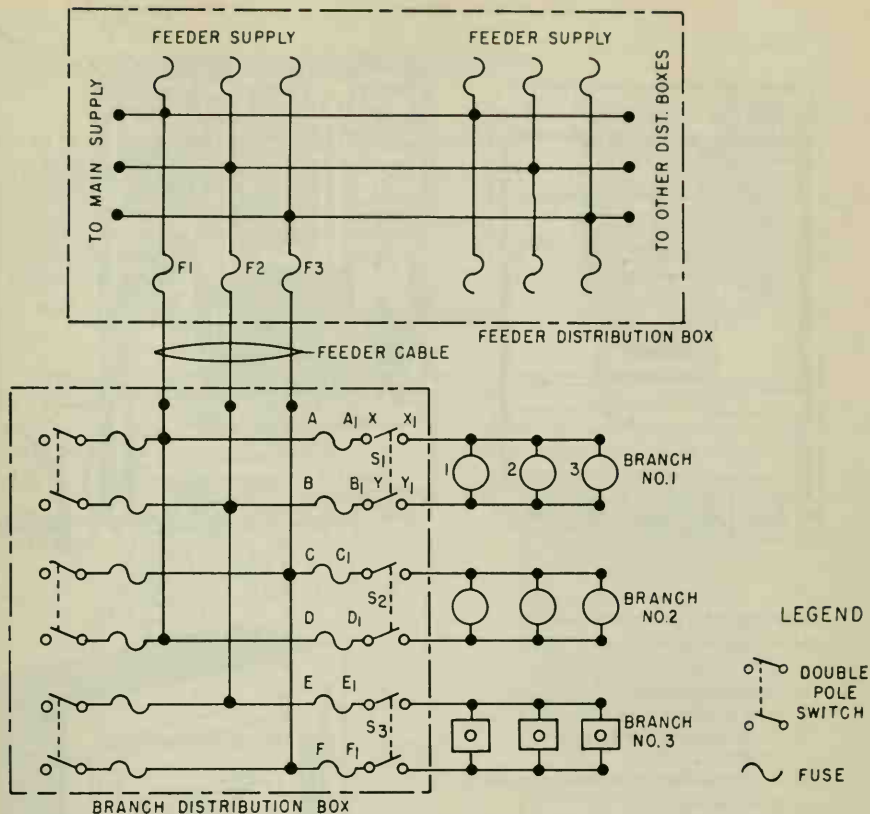 FEEDER SUPPLY
FEEDER SUPPLY
TO MAIN SUPPLY
TO OTHER DIST. BOXES
F1 F2 F3
FEEDER DISTRIBUTION BOX
FEEDER CABLE
A A1 X X1
S1
1 2 3 BRANCH
NO.1
B B1 Y Y1
C C1
S2
BRANCH
NO.2
D D1
LEGEND
E E1
DOUBLE
POLE
SWITCH
S3
BRANCH
NO. 3
F F1
FUSE
BRANCH DISTRIBUTION BOX